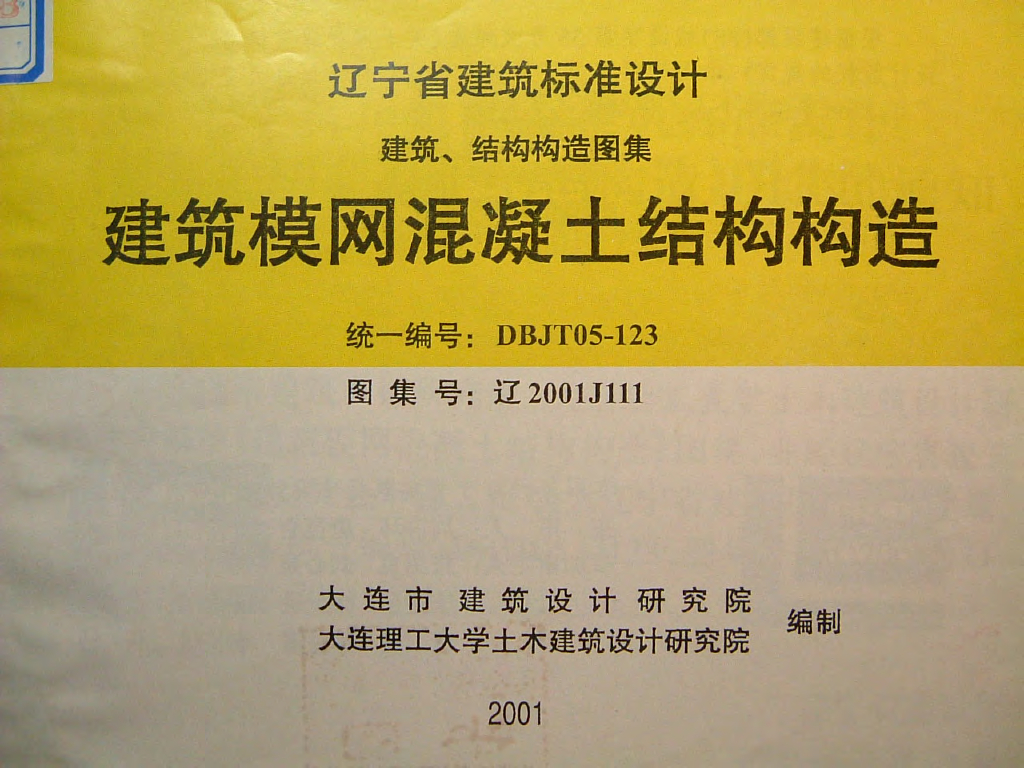 辽宁省建筑标准设计
建筑、结构构造图集
建筑模网混凝土结构构造
统一编号：DBJT05-123
图集号：辽2001J111
大连市建筑设计研究院
大连理工大学土木建筑设计研究院
编制
2001